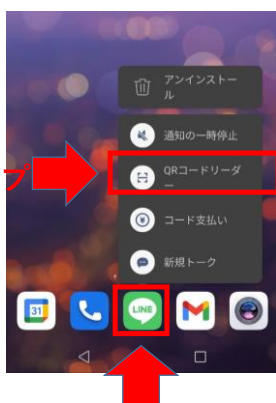 アンインストー
ル
通知の一時停止
QRコードリーダ
ー
コード支払い
新規トーク
プ
31
LINE